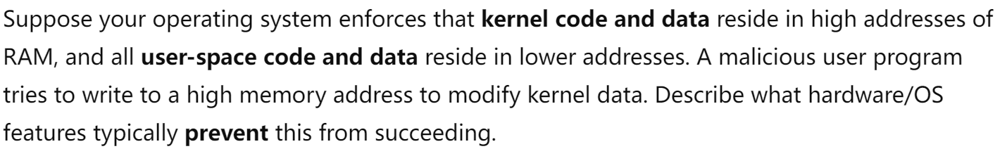 Suppose your operating system enforces that kernel code and data reside in high addresses of
RAM, and all user-space code and data reside in lower addresses. A malicious user program
tries to write to a high memory address to modify kernel data. Describe what hardware/OS
features typically prevent this from succeeding.